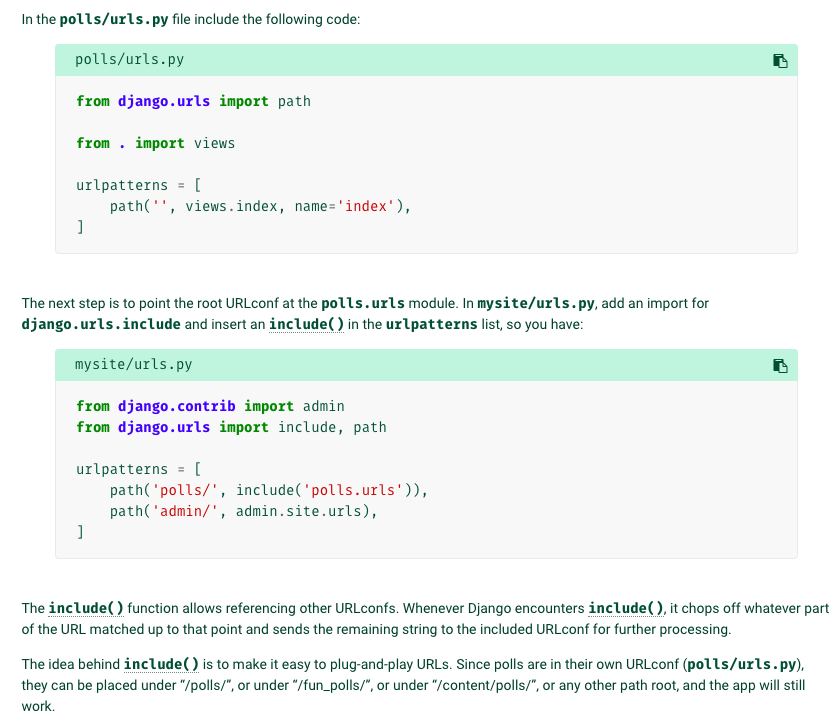 In the polls/urls.py file include the following code:
polls/urls.py
from django.urls import path
from . import views
urlpatterns = [
    path('', views.index, name='index'),
]
The next step is to point the root URLconf at the polls.urls module. In mysite/urls.py, add an import for
django.urls.include and insert an include() in the urlpatterns list, so you have:
mysite/urls.py
from django.contrib import admin
from django.urls import include, path
urlpatterns = [
    path('polls/', include('polls.urls')),
    path('admin/', admin.site.urls),
]
The include() function allows referencing other URLconfs. Whenever Django encounters include(), it chops off whatever part
of the URL matched up to that point and sends the remaining string to the included URLconf for further processing.
The idea behind include() is to make it easy to plug-and-play URLs. Since polls are in their own URLconf (polls/urls.py),
they can be placed under “/polls/”, or under “/fun_polls/”, or under “/content/polls/”, or any other path root, and the app will still
work.